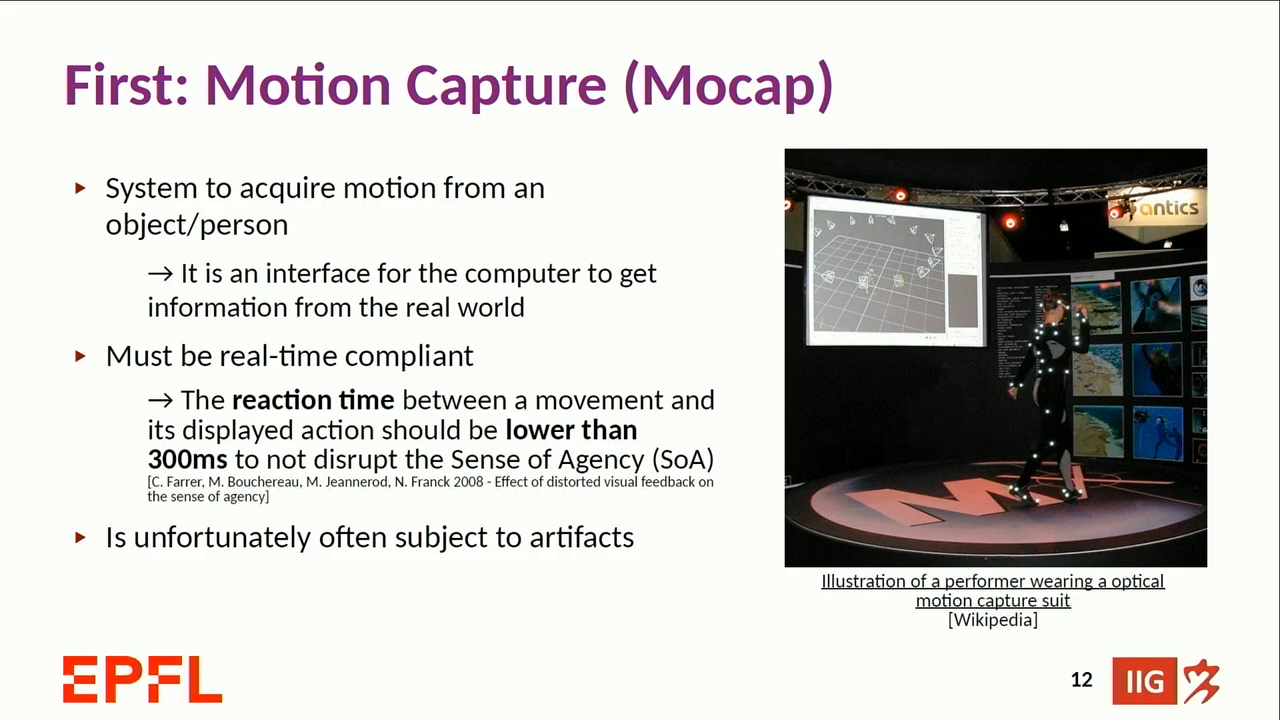 First: Motion Capture (Mocap)
System to acquire motion from an
object/person
→ It is an interface for the computer to get
information from the real world
Must be real-time compliant
→ The reaction time between a movement and
its displayed action should be lower than
300ms to not disrupt the Sense of Agency (SoA)
[C. Farrer, M. Bouchereau, M. Jeannerod, N. Franck 2008 - Effect of distorted visual feedback on
the sense of agency]
Is unfortunately often subject to artifacts
antics
Illustration of a performer wearing a optical
motion capture suit
[Wikipedia]
EPFL
12
IIG